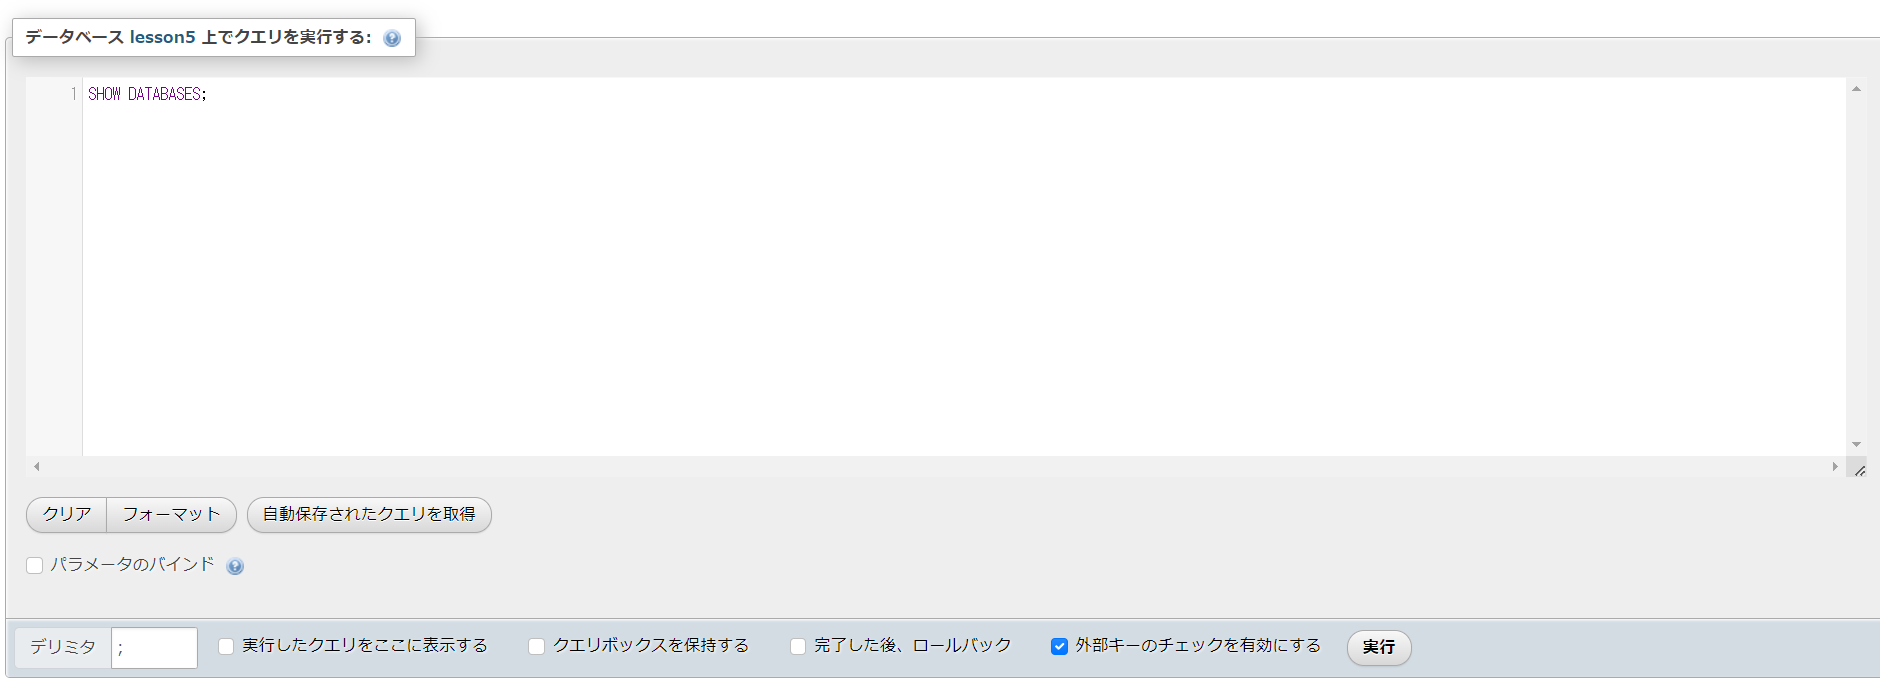 データベース lesson5 上でクエリを実行する:
1 SHOW DATABASES;
クリア フォーマット 自動保存されたクエリを取得
パラメータのバインド
デリミタ ; 実行したクエリをここに表示する クエリボックスを保持する 完了した後、ロールバック 外部キーのチェックを有効にする 実行